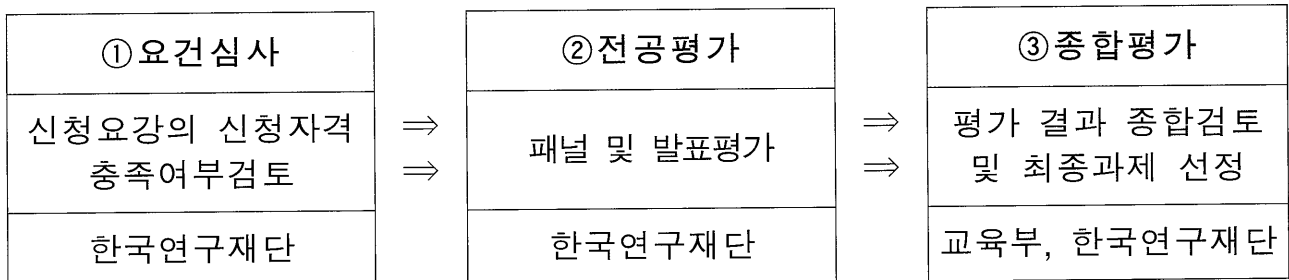 ①요건심사
신청요강의 신청자격
충족여부검토
한국연구재단
⇒
⇒
②전공평가
패널 및 발표평가
한국연구재단
⇒
⇒
③종합평가
평가 결과 종합검토
및 최종과제 선정
교육부, 한국연구재단